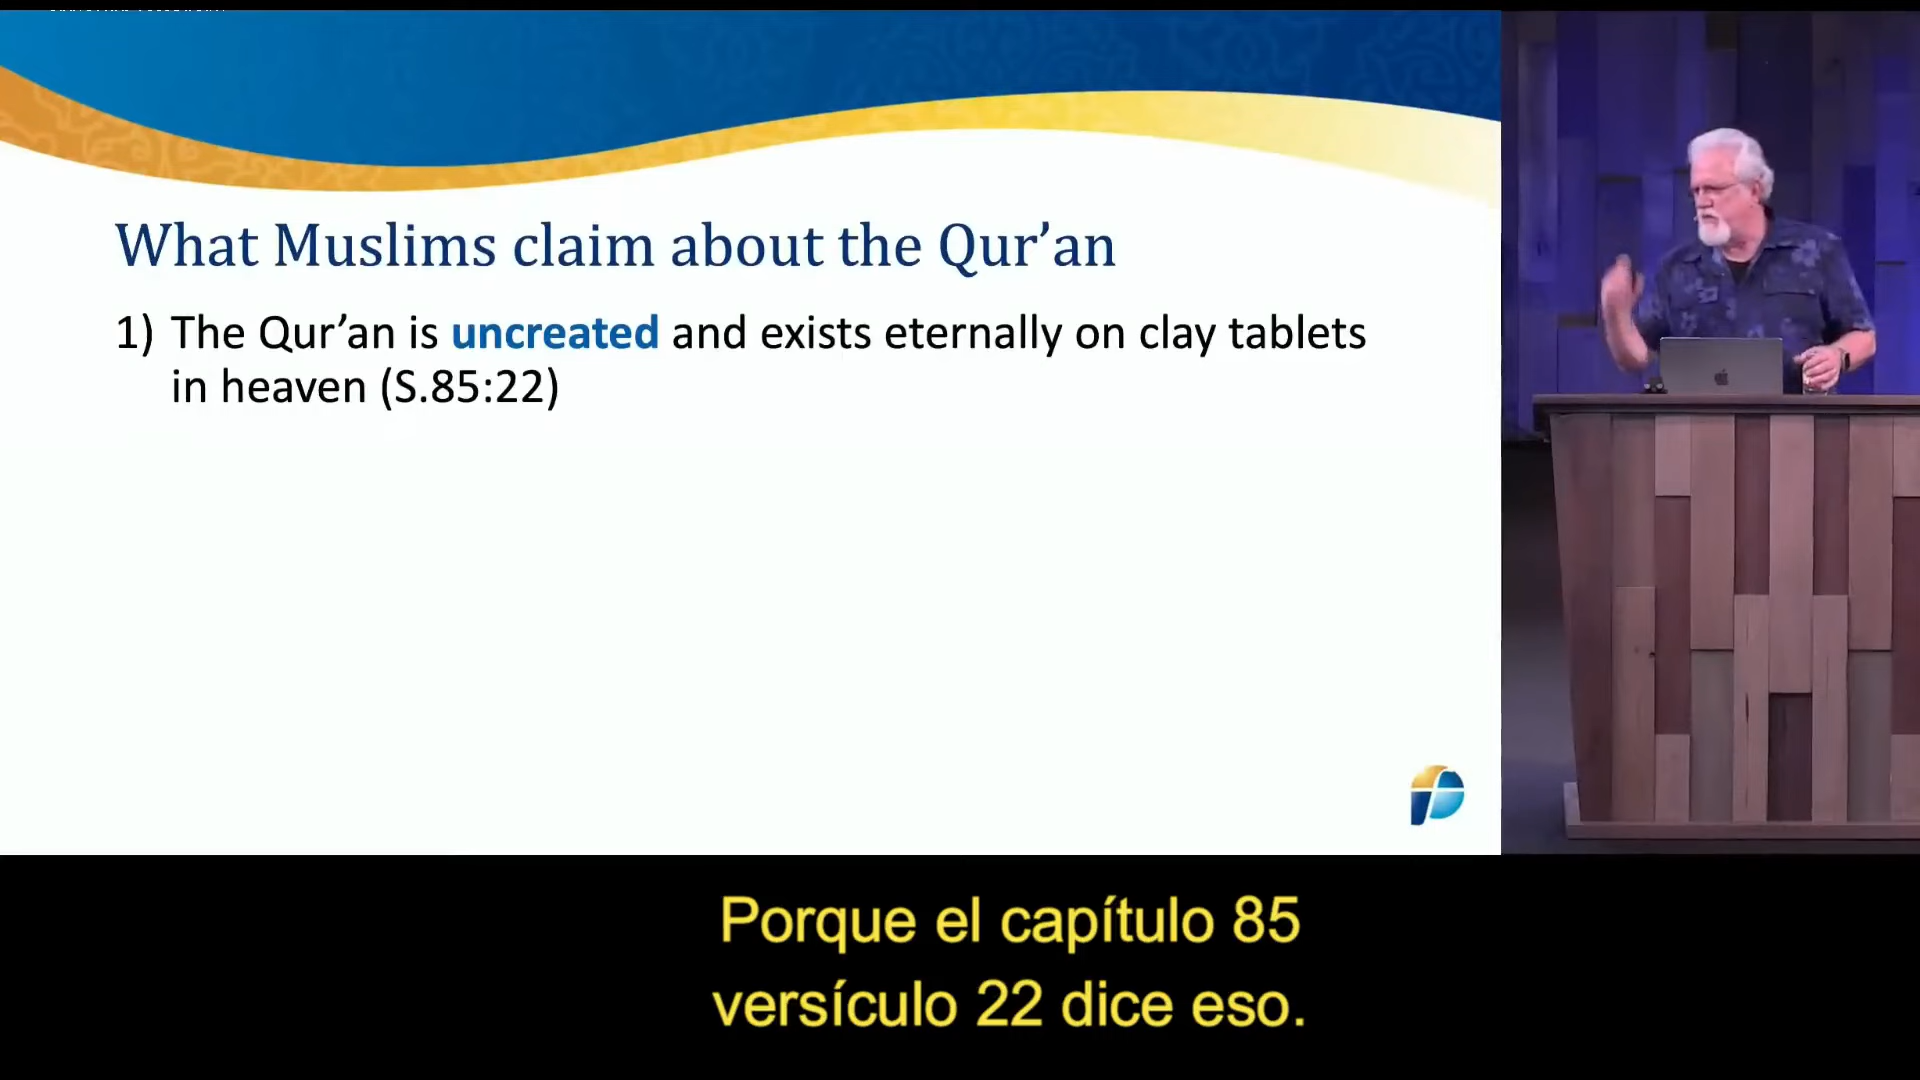 What Muslims claim about the Qur’an
1) The Qur’an is uncreated and exists eternally on clay tablets
in heaven (S.85:22)
Porque el capítulo 85
versículo 22 dice eso.